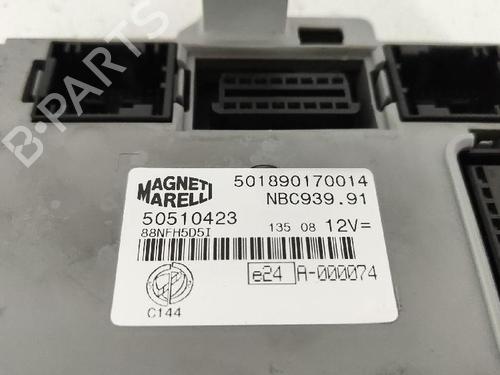 B-PARTS
MAGNETI MARELLI
501890170014
NBC939.91
50510423
88NFH5D5I
135 08 12V=
e24 A-000074
C144